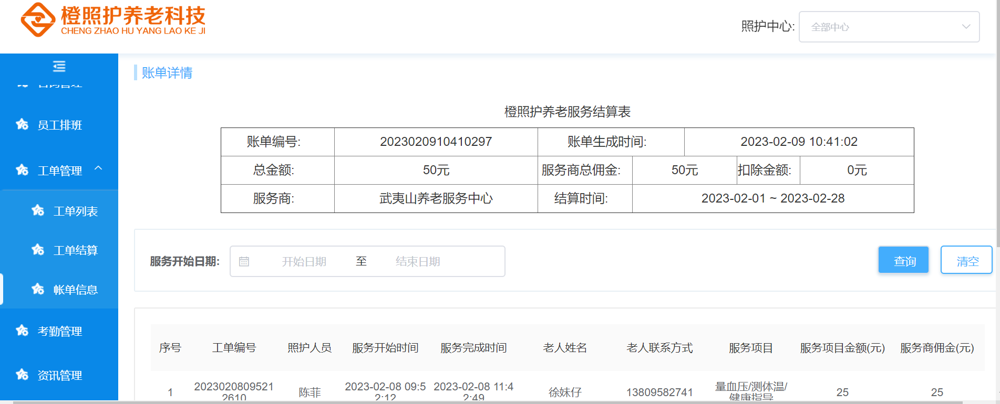 橙照护养老科技
CHENG ZHAO HU YANG LAO KE JI
照护中心: 全部中心
账单详情
员工排班
工单管理
工单列表
工单结算
帐单信息
考勤管理
资讯管理
橙照护养老服务结算表
账单编号: 2023020910410297 账单生成时间: 2023-02-09 10:41:02
总金额: 50元 服务商总佣金: 50元 扣除金额: 0元
服务商: 武夷山养老服务中心 结算时间: 2023-02-01 ~ 2023-02-28
服务开始日期: 开始日期 至 结束日期 查询 清空
序号 工单编号 照护人员 服务开始时间 服务完成时间 老人姓名 老人联系方式 服务项目 服务项目金额(元) 服务商佣金(元)
1 2023020809521 2610 陈菲 2023-02-08 09:5 2:12 2023-02-08 11:4 2:49 徐妹仔 13809582741 量血压/测体温/ 健康指导 25 25